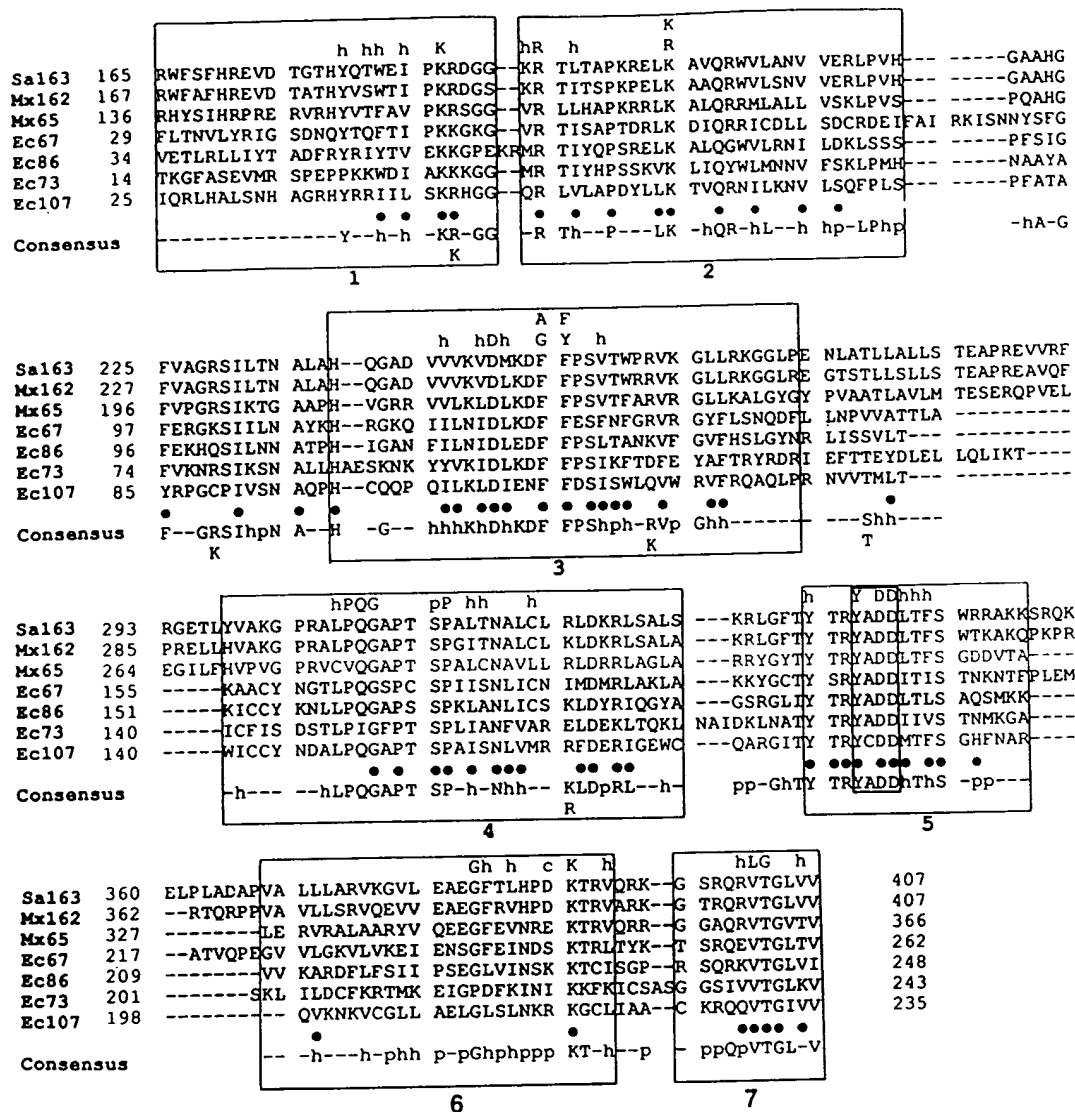 K
h hh h K hR h R
Sa163 165 RWFSFHREVD TGTHYQTWEI PKRDGG--KR TLTAPKRELK AVQRWVLANV VERLPVH------GAAHG
Mx162 167 RWFAFHREVD TATHYVSWTI PKRDGS--KR TITSPKPELK AAQRWVLSNV VERLPVH------GAAHG
Mx65 136 RHYSIHRPRE RVRHYVTFAV PKRSGG--VR LLHAPKRRLK ALQRRMLALL VSKLPVS------PQAHG
Ec67 29 FLTNVLYRIG SDNQYTQFTI PKKGKG--VR TISAPTDRLK DIQRRICDLL SDCRDEIFAI RKISNNYSFG
Ec86 34 VETLRLLIYTA DFRYRIYTV EKKGPEKRMR TIYQPSRELK ALQGWVLRNI LDKLSSS------PFSIG
Ec73 14 TKGFASEVMR SPEPPKKWDI AKKKGG--MR TIYHPSSKVK LIQYWLMNNV FSKLPMH------NAAYA
Ec107 25 IQRLHALSNH AGRHYRRIIL SKRHGG--QR LVLAPDYLLK TVQRNILKNV LSQFPLS------PFATA
Consensus --------------Y--h-h -KR-GG -R Th--P---LK -hQR-hL--h hp-LPhp -hA-G
K
1 2
A F
h hDh G Y h
Sa163 225 FVAGRSILTN ALAH--QGAD VVVKVDMKDF FPSVTWPRVK GLLRKGGLPE NLATLLALLS TEAPREVVRF
Mx162 227 FVAGRSILTN ALAH--QGAD VVVKVDLKDF FPSVTWRRVK GLLRKGGLRE GTSTLLSLLS TEAPREAVQF
Mx65 196 FVPGRSIKTG AAPH--VGRR VVLKLDLKDF FPSVTFARVR GLLKALGYGY PVAATLAVLM TESERQPVEL
Ec67 97 FERGKSIILN AYKH--RGKQ IILNIDLKDF FESFNFGRVR GYFLSNQDFL LNPVVATTLA----------
Ec86 96 FEKHQSILNN ATPH--IGAN FILNIDLEDF FPSLTANKVF GVFHSLGYNR LISSVLT---- ---------
Ec73 74 FVKNRSIKSN ALLHAESKNK YYVKIDLKDF FPSIKFTDFE YAFTRYRDRI EFTTEYDLEL LQLIKT----
Ec107 85 YRPGCPIVSN AQPH--CQQP QILKLDIENF FDSISWLQVW RVFRQAQLPR NVVTMLT---- ---------
Consensus F--GRSIhpN A--H -G-- hhhKhDhKDF FPShph-RVp Ghh------- ----Shh--- ---------
K K T
3
hPQG pP hh h h Y DDhhh
Sa163 293 RGETLYVAKG PRALPQGAPT SPALTNALCL RLDKRLSALS ---KRLGFTY TRYADDLTFS WRRAKKSRQK
Mx162 285 PRELLHVAKG PRALPQGAPT SPGITNALCL KLDKRLSALA ---KRLGFTY TRYADDLTFS WTKAKQPKPR
Mx65 264 EGILFHVPVG PRVCVQGAPT SPALCNAVLL RLDRRLAGLA ---RRYGYTY TRYADDLTFS GDDVTA----
Ec67 155 -----KAACY NGTLPQGSPC SPIISNLICN IMDMRLAKLA ---KKYGCTY SRYADDITIS TNKNTFPLEM
Ec86 151 -----KICCY KNLLPQGAPS SPKLANLICS KLDYRIQGYA ---GSRGLIY TRYADDLTLS AQSMKK----
Ec73 140 -----ICFIS DSTLPIGFPT SPLIANFVAR ELDEKLTQKL NAIDKLNATY TRYADDIIVS TNMKGA----
Ec107 140 -----WICCY NDALPQGAPT SPAISNLVMR RFDERIGEWC ---QARGITY TRYCDDMTFS GHFNAR----
Consensus -h---- ---hLPQGAPT SP-h-Nhh-- KLDpRL--h- pp-GhTY TRYADDhThS -pp----
R
4 5
Gh h c K h hLG h
Sa163 360 ELPLADAPVA LLLARVKGVL EAEGFTLHPD KTRVQRK--G SRQRVTGLVV 407
Mx162 362 --RTQRPPVA VLLSRVQEVV EAEGFRVHPD KTRVARK--G TRQRVTGLVV 407
Mx65 327 --------LE RVRALAARYV QEEGFEVNRE KTRVQRR--G GAQRVTGVTV 366
Ec67 217 --ATVQPEGV VLGKVLVKEI ENSGFEINDS KTRLTYK--T SRQEVTGLTV 262
Ec86 209 --------VV KARDFLFSII PSEGLVINSK KTCISGP--R SQRKVTGLVI 248
Ec73 201 -------SKL ILDCFKRTMK EIGPDFKINI KKFKICSASG GSIVVTGLKV 243
Ec107 198 --------- QVKNKVCGLL AELGLSLNKR KGCLIAA--C KRQQVTGIVV 235
Consensus -- -h---h-phh p-pGhphppp KT-h--p - ppQpVTGL-V
6 7